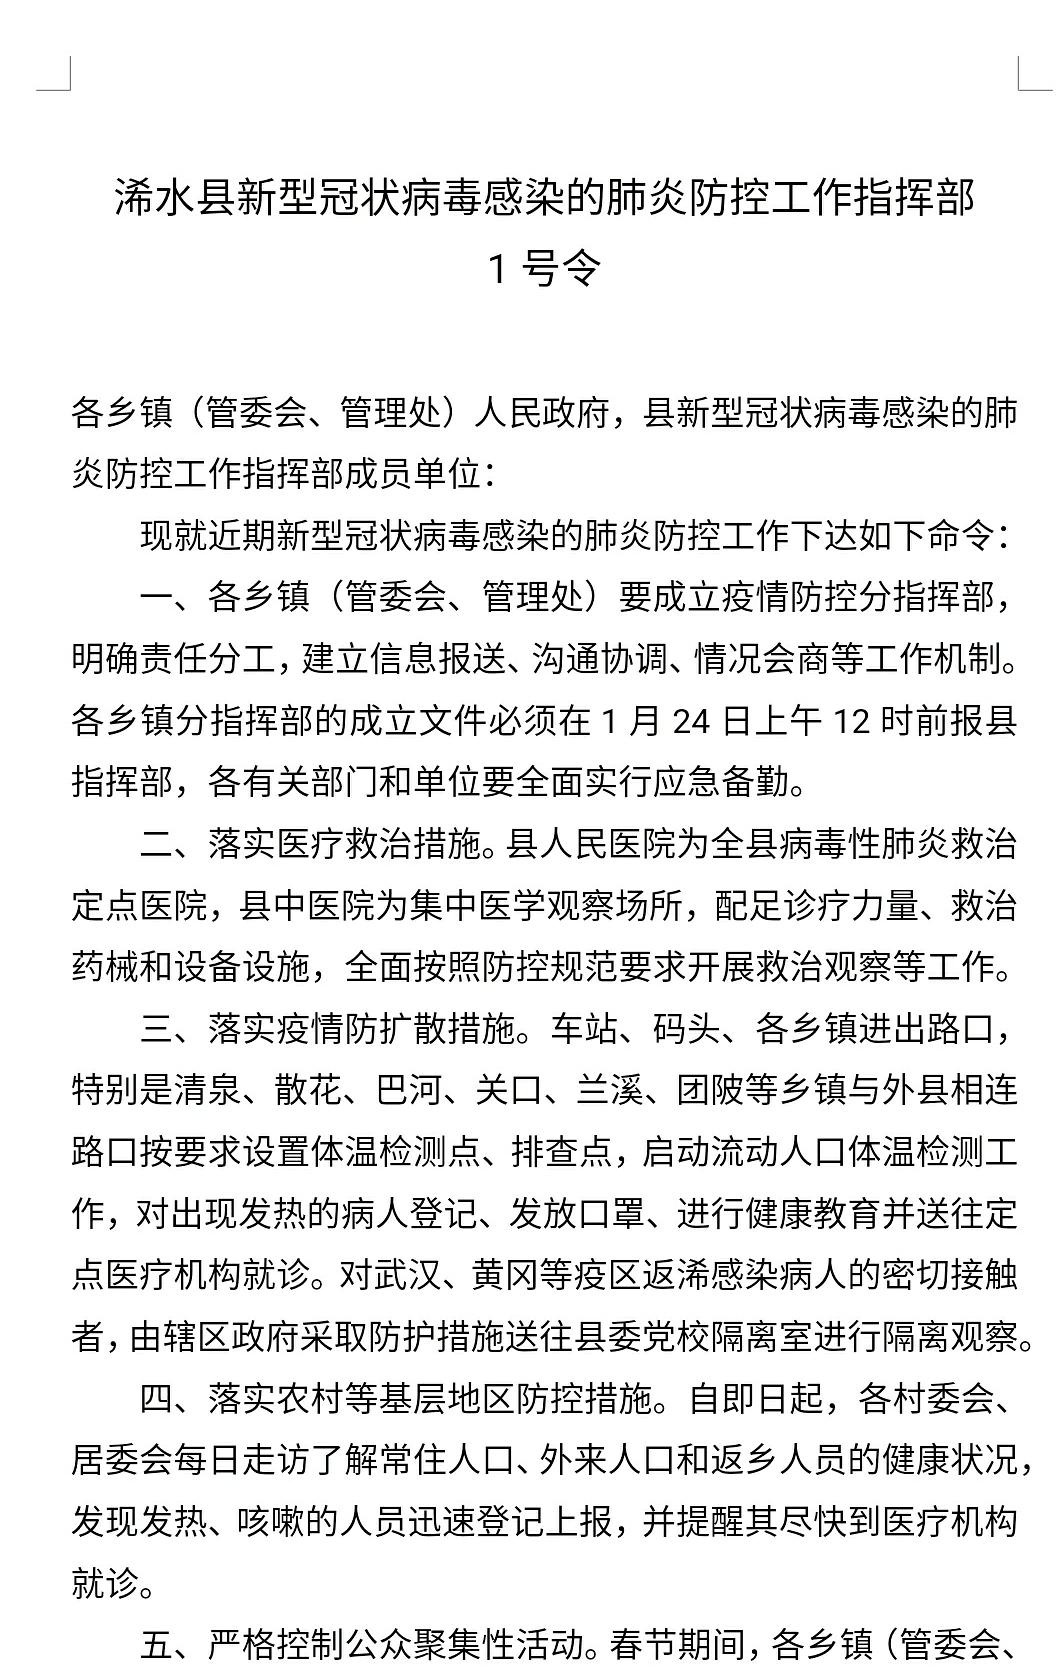 浠水县新型冠状病毒感染的肺炎防控工作指挥部
1 号令
各乡镇（管委会、管理处）人民政府，县新型冠状病毒感染的肺
炎防控工作指挥部成员单位：
现就近期新型冠状病毒感染的肺炎防控工作下达如下命令：
一、各乡镇（管委会、管理处）要成立疫情防控分指挥部，
明确责任分工，建立信息报送、沟通协调、情况会商等工作机制。
各乡镇分指挥部的成立文件必须在 1 月 24 日上午 12 时前报县
指挥部，各有关部门和单位要全面实行应急备勤。
二、落实医疗救治措施。县人民医院为全县病毒性肺炎救治
定点医院，县中医院为集中医学观察场所，配足诊疗力量、救治
药械和设备设施，全面按照防控规范要求开展救治观察等工作。
三、落实疫情防扩散措施。车站、码头、各乡镇进出路口，
特别是清泉、散花、巴河、关口、兰溪、团陂等乡镇与外县相连
路口按要求设置体温检测点、排查点，启动流动人口体温检测工
作，对出现发热的病人登记、发放口罩、进行健康教育并送往定
点医疗机构就诊。对武汉、黄冈等疫区返浠感染病人的密切接触
者，由辖区政府采取防护措施送往县委党校隔离室进行隔离观察。
四、落实农村等基层地区防控措施。自即日起，各村委会、
居委会每日走访了解常住人口、外来人口和返乡人员的健康状况，
发现发热、咳嗽的人员迅速登记上报，并提醒其尽快到医疗机构
就诊。
五、严格控制公众聚集性活动。春节期间，各乡镇（管委会、